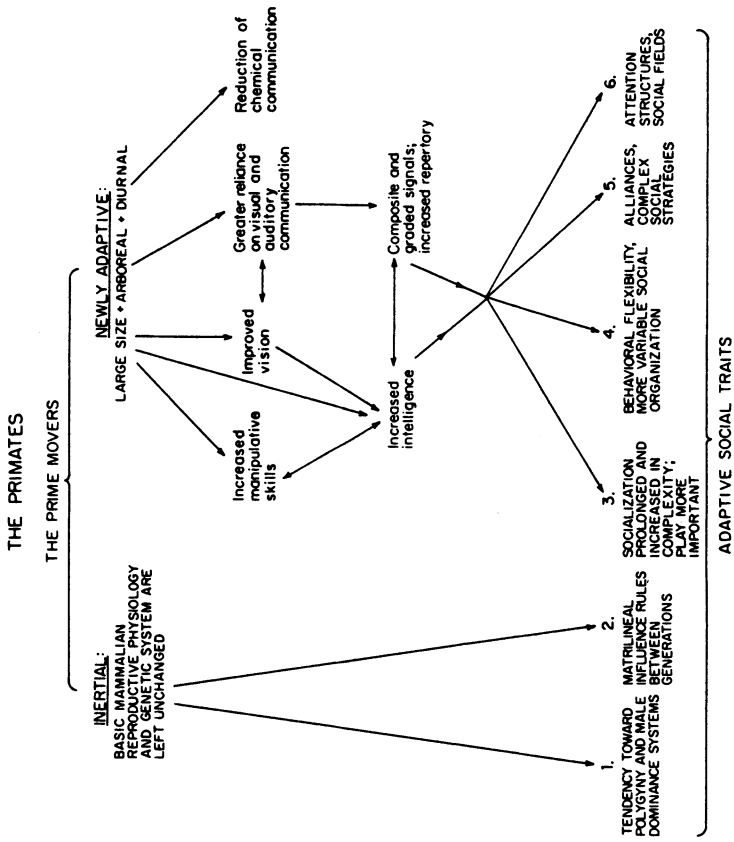 THE PRIMATES
THE PRIME MOVERS
INERTIAL:
BASIC MAMMALIAN
REPRODUCTIVE PHYSIOLOGY
AND GENETIC SYSTEM ARE
LEFT UNCHANGED
NEWLY ADAPTIVE:
LARGE SIZE + ARBOREAL + DIURNAL
Increased
manipulative
skills
Improved
vision
Greater reliance
on visual and
auditory
communication
Reduction of
chemical
communication
Increased
intelligence
Composite and
graded signals;
increased repertory
1.
TENDENCY TOWARD
POLYGYNY AND MALE
DOMINANCE SYSTEMS
2.
MATRILINEAL
INFLUENCE RULES
BETWEEN
GENERATIONS
3.
SOCIALIZATION
PROLONGED AND
INCREASED IN
COMPLEXITY;
PLAY MORE
IMPORTANT
4.
BEHAVIORAL FLEXIBILITY,
MORE VARIABLE SOCIAL
ORGANIZATION
5.
ALLIANCES,
COMPLEX
SOCIAL
STRATEGIES
6.
ATTENTION
STRUCTURES,
SOCIAL FIELDS
ADAPTIVE SOCIAL TRAITS